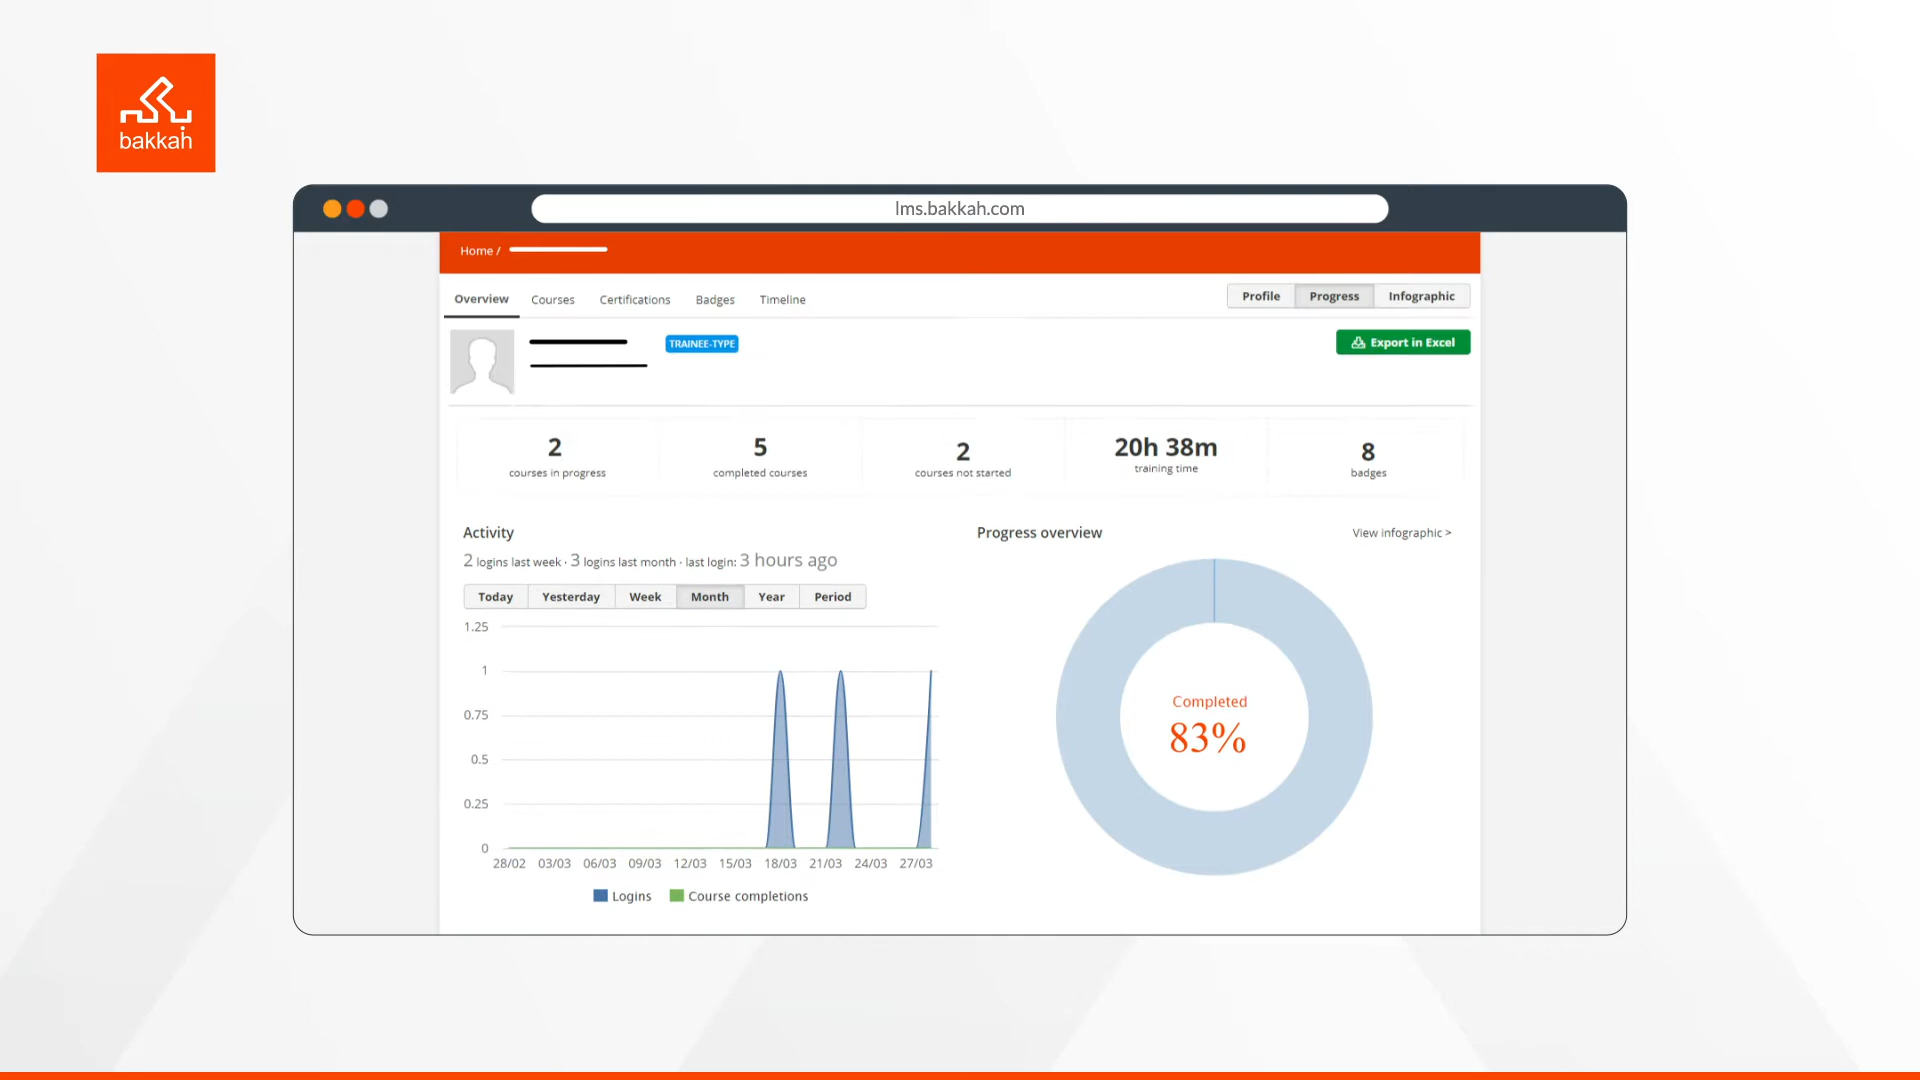 bakkah
lms.bakkah.com
Home /
Overview Courses Certifications Badges Timeline
Profile Progress Infographic
TRAINEE-TYPE
Export in Excel
2
courses in progress
5
completed courses
2
courses not started
20h 38m
training time
8
badges
Activity
2 logins last week · 3 logins last month · last login: 3 hours ago
Today Yesterday Week Month Year Period
1.25
1
0.75
0.5
0.25
0
28/02 03/03 06/03 09/03 12/03 15/03 18/03 21/03 24/03 27/03
Logins Course completions
Progress overview
View infographic >
Completed
83%